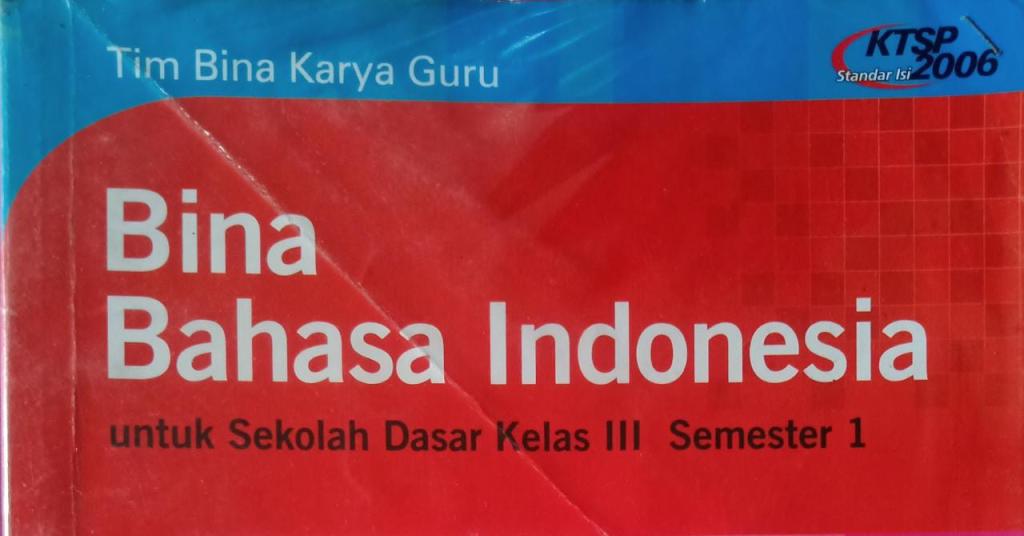 Tim Bina Karya Guru
KTSP
Standar Isi 2006
Bina
Bahasa Indonesia
untuk Sekolah Dasar Kelas III Semester 1